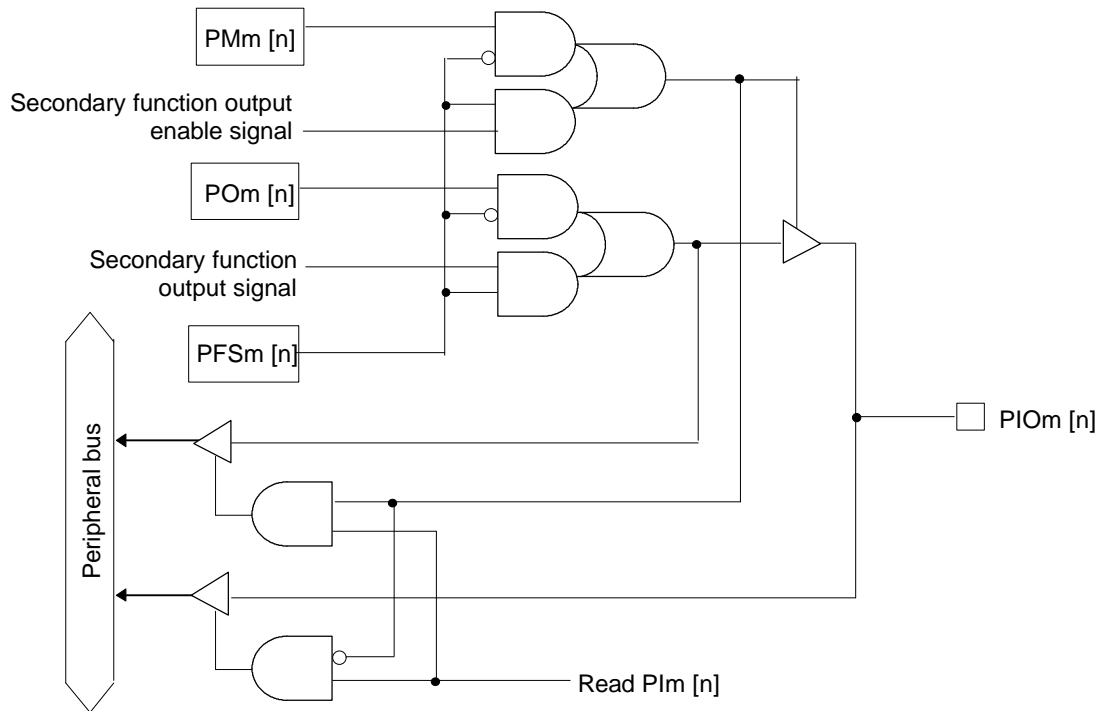 PMm [n]
Secondary function output
enable signal
POm [n]
Secondary function
output signal
PFSm [n]
PIOm [n]
Peripheral bus
Read PIm [n]